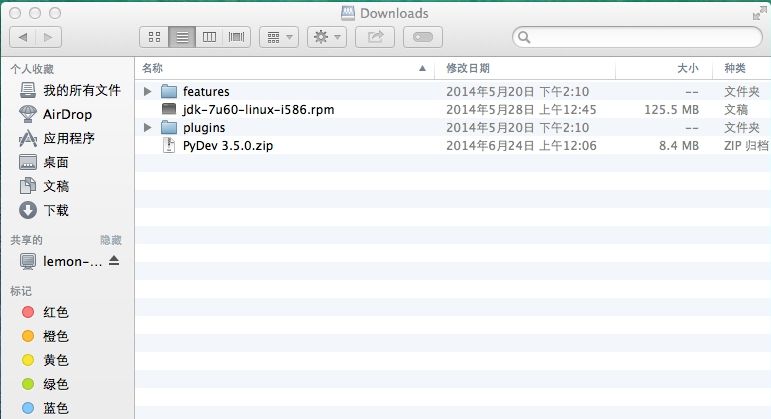 Downloads
个人收藏
我的所有文件
AirDrop
应用程序
桌面
文稿
下载
共享的 隐藏
lemon-...
标记
红色
橙色
黄色
绿色
蓝色
名称 修改日期 大小 种类
features 2014年5月20日 下午2:10 -- 文件夹
jdk-7u60-linux-i586.rpm 2014年5月28日 上午12:45 125.5 MB 文稿
plugins 2014年5月20日 下午2:10 -- 文件夹
PyDev 3.5.0.zip 2014年6月24日 上午12:06 8.4 MB ZIP 归档